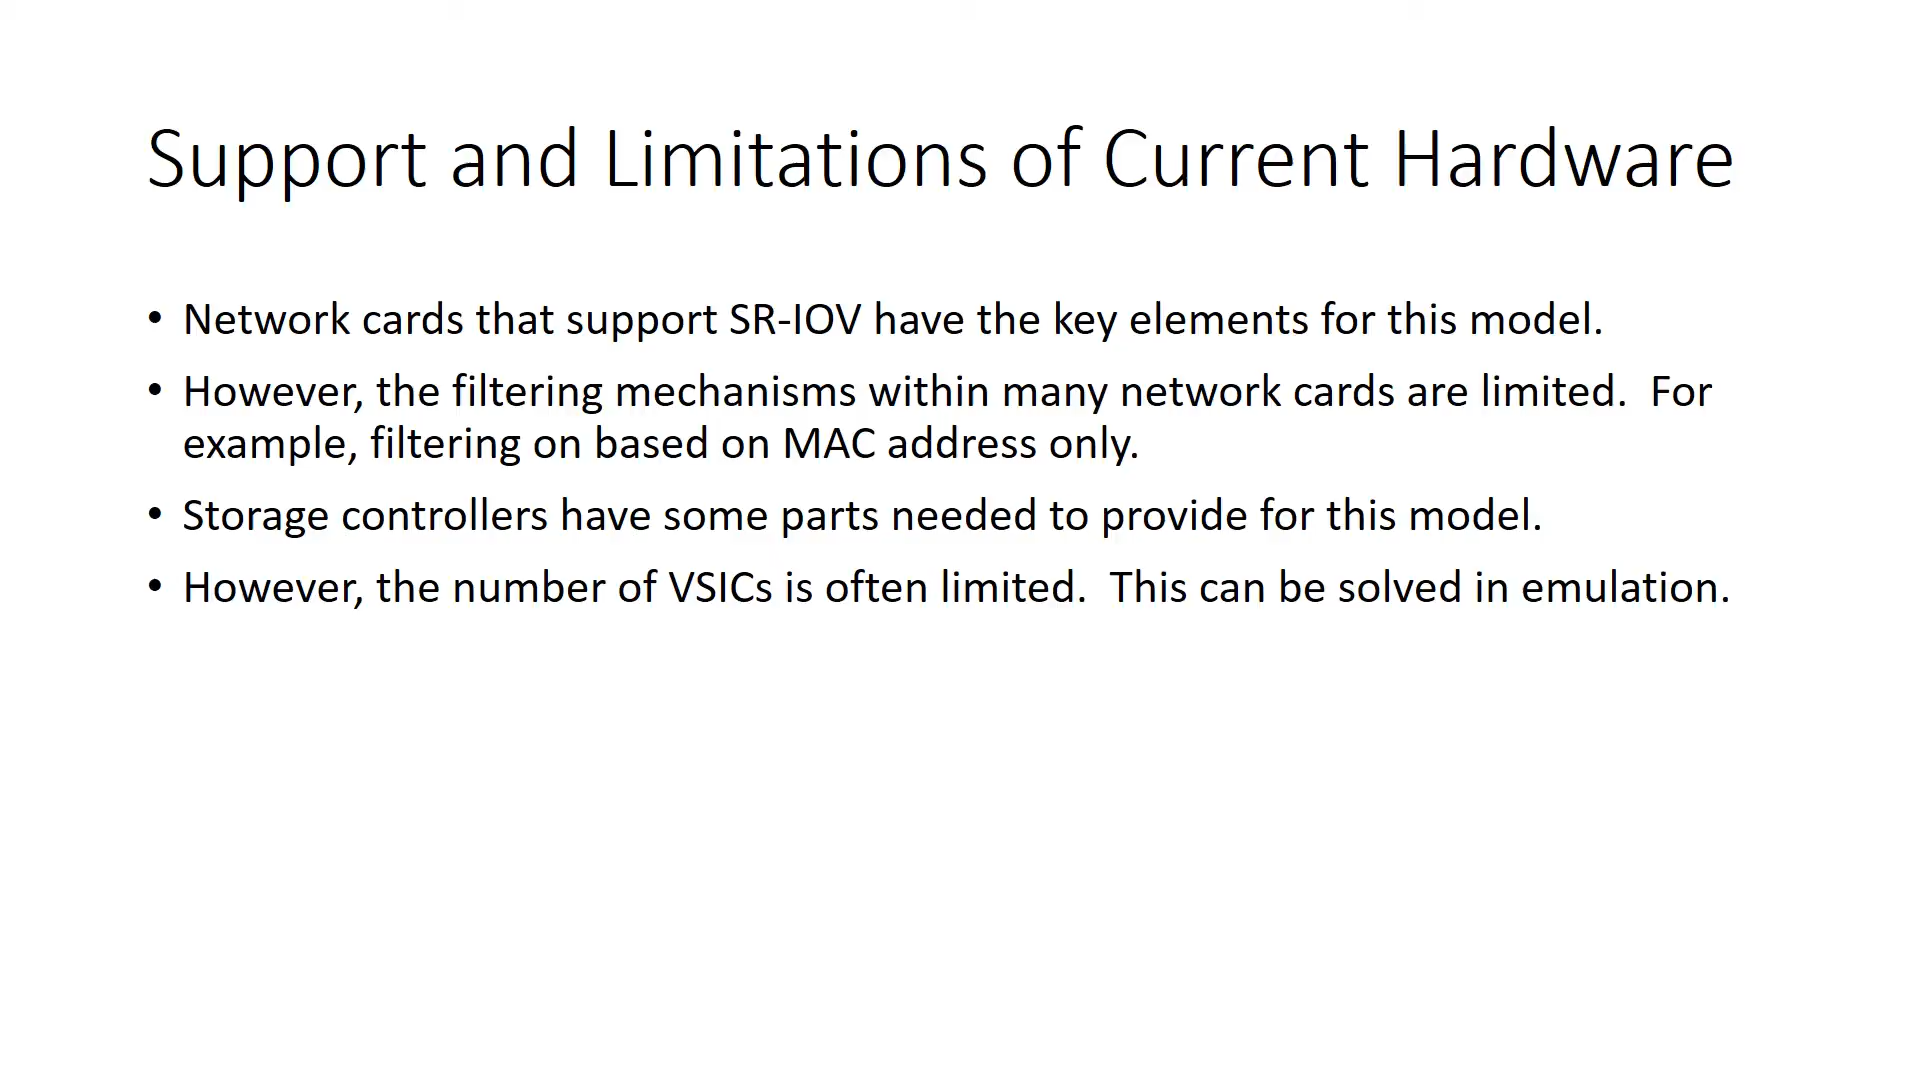 Support and Limitations of Current Hardware
• Network cards that support SR-IOV have the key elements for this model.
• However, the filtering mechanisms within many network cards are limited.  For
example, filtering on based on MAC address only.
• Storage controllers have some parts needed to provide for this model.
• However, the number of VSICs is often limited.  This can be solved in emulation.